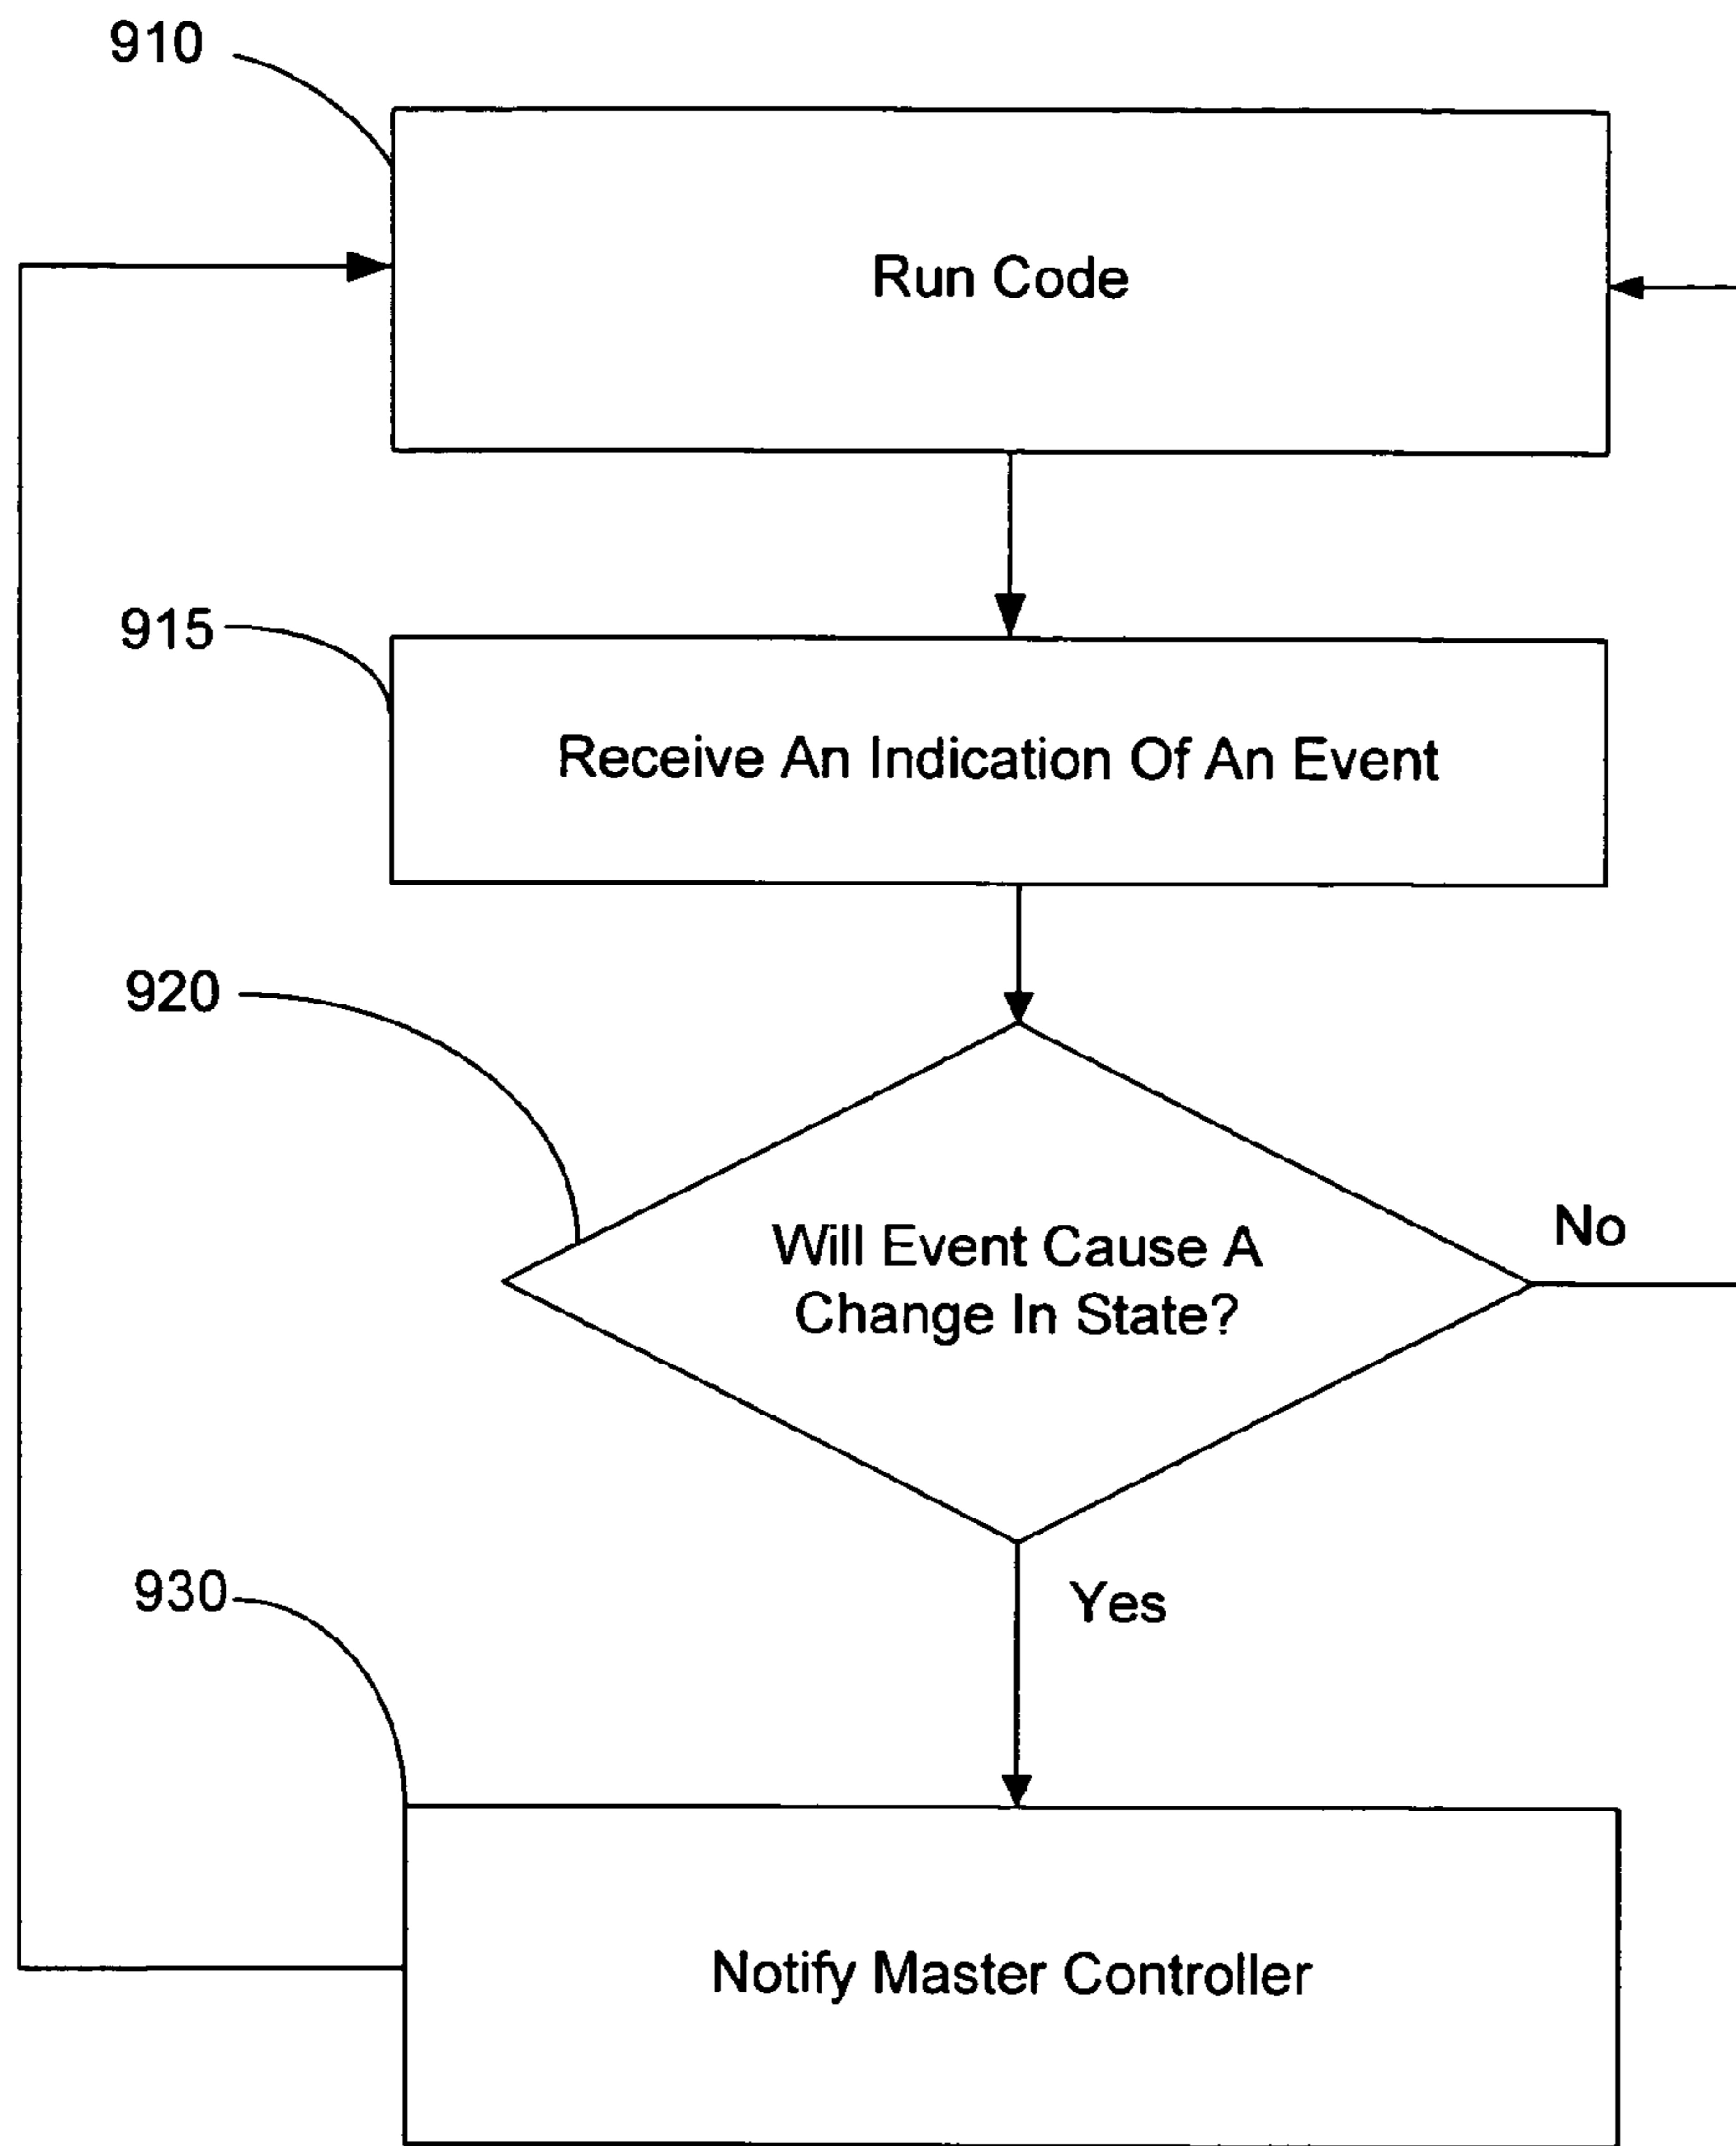 910
Run Code
915
Receive An Indication Of An Event
920
Will Event Cause A
Change In State?
No
Yes
930
Notify Master Controller